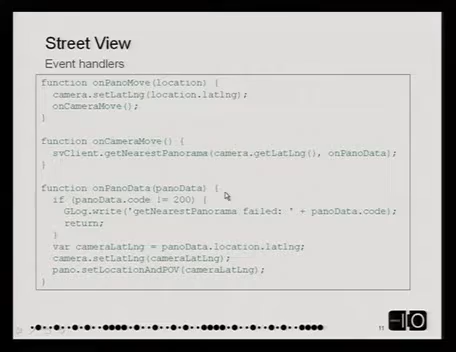 Street View
Event handlers
function onPanoMove(location) {
camera.setLatLng(location.latlng);
onCameraMove();
}
function onCameraMove() {
svClient.getNearestPanorama(camera.getLatLng(), onPanoData);
}
function onPanoData(panoData) {
if (panoData.code != 200) {
GLog.write('getNearestPanorama failed: ' + panoData.code);
return;
}
var cameraLatLng = panoData.location.latlng;
camera.setLatLng(cameraLatLng);
pano.setLocationAndPOV(cameraLatLng);
}
11
IO